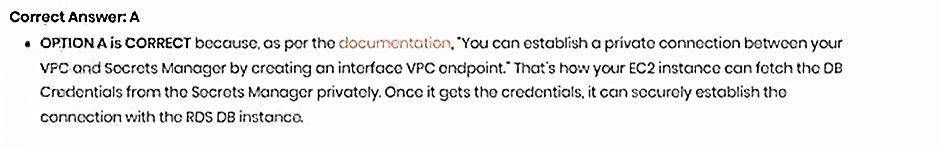 Correct Answer: A
• OPTION A is CORRECT because, as per the documentation, "You can establish a private connection between your
VPC and Secrets Manager by creating an interface VPC endpoint." That's how your EC2 instance can fetch the DB
Credentials from the Secrets Manager privately. Once it gets the credentials, it can securely establish the
connection with the RDS DB instance.